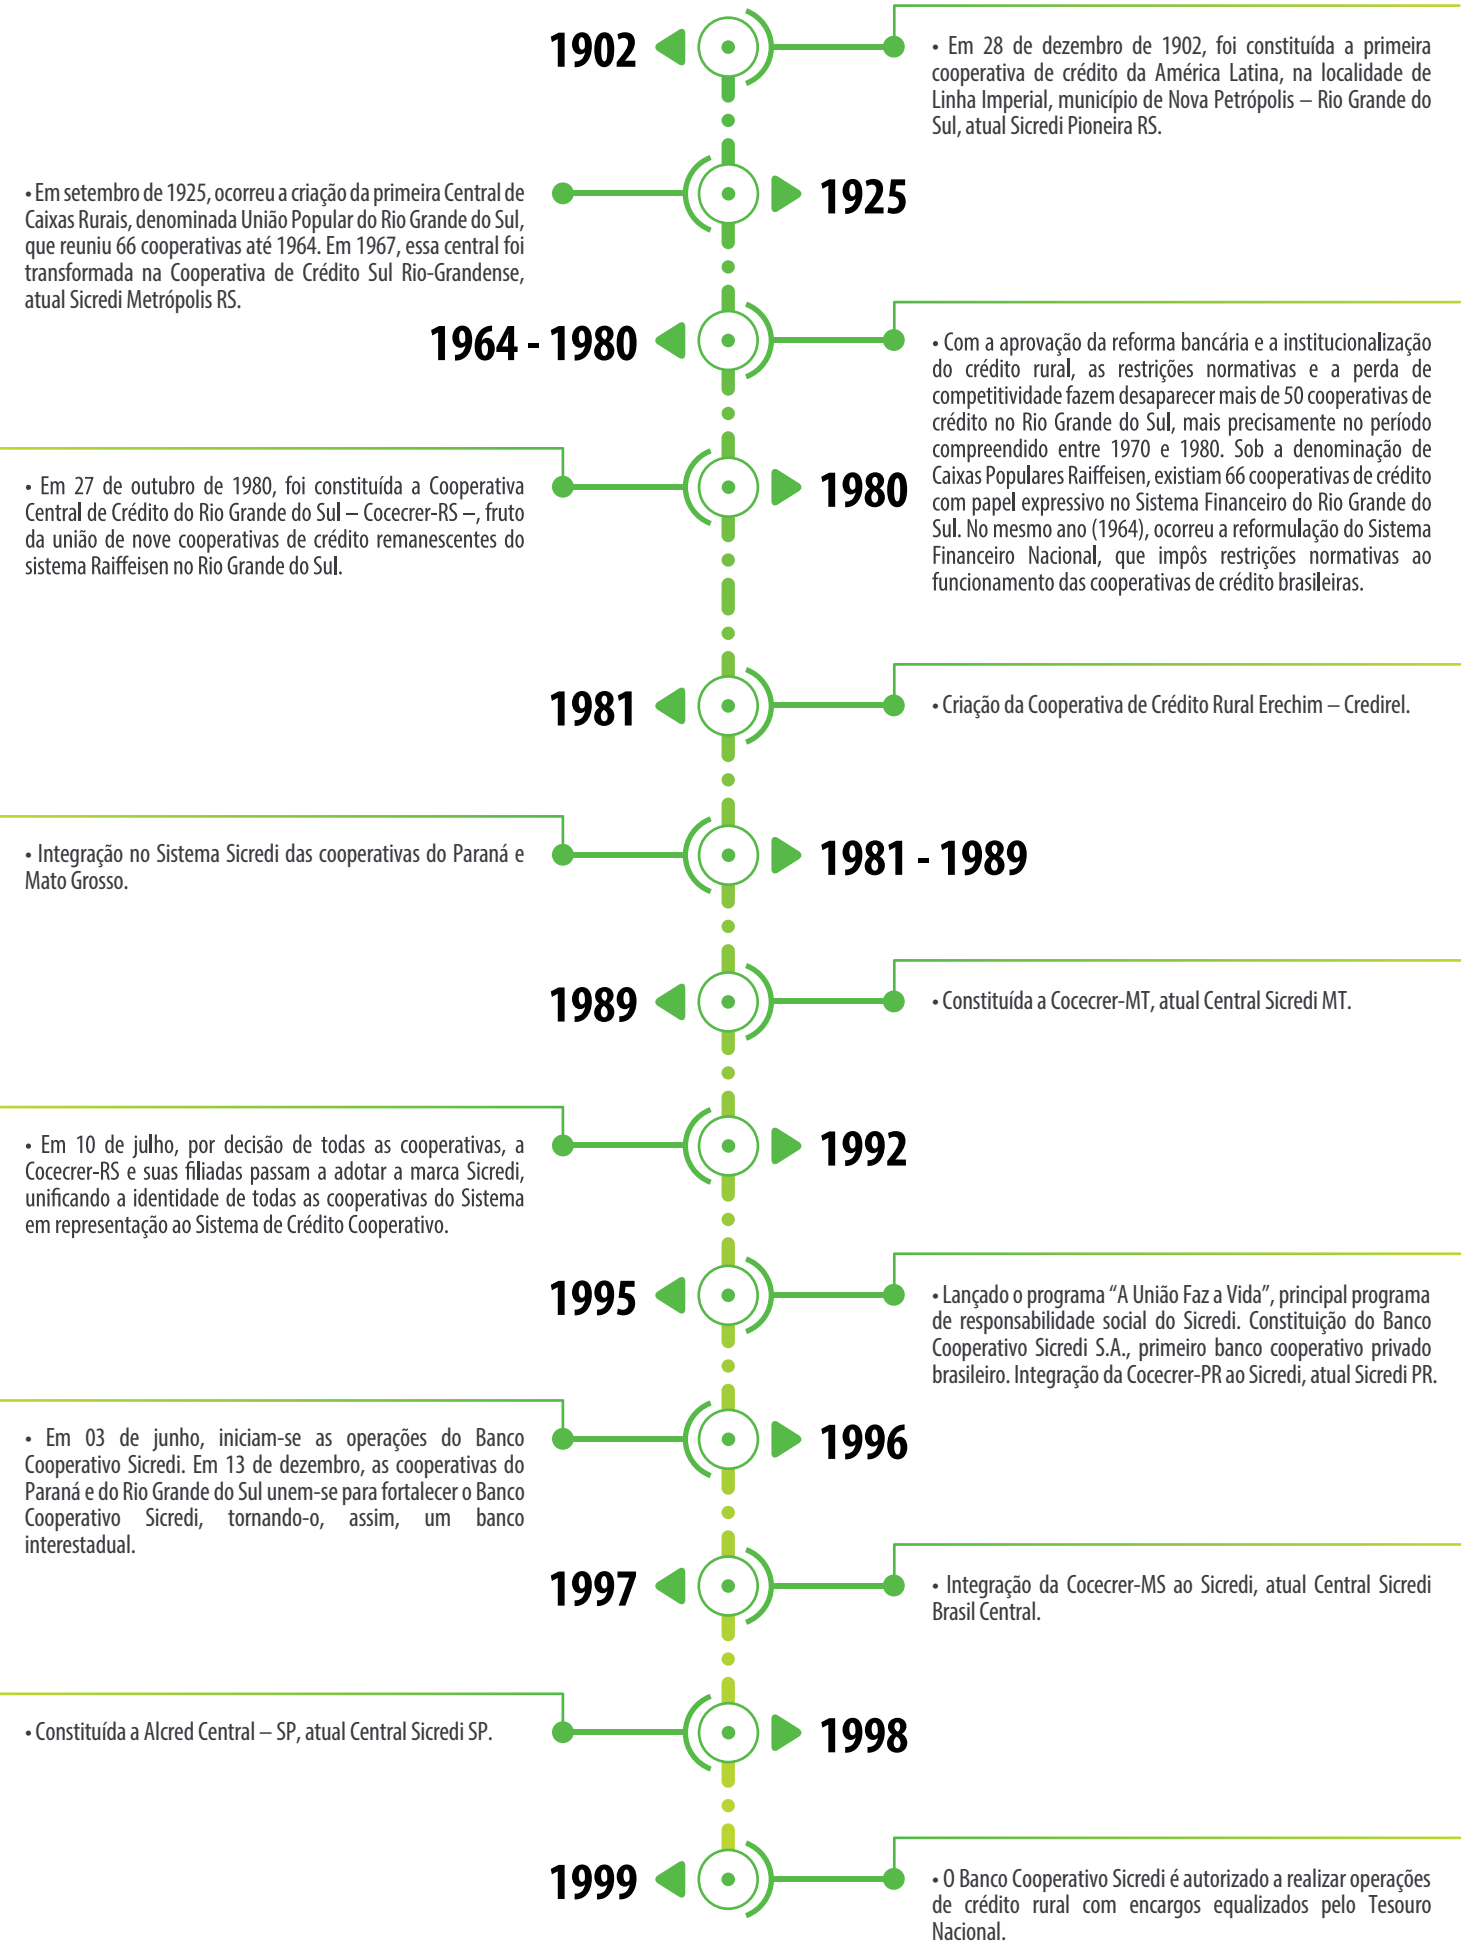 1902
• Em 28 de dezembro de 1902, foi constituída a primeira
cooperativa de crédito da América Latina, na localidade de
Linha Imperial, município de Nova Petrópolis – Rio Grande do
Sul, atual Sicredi Pioneira RS.
1925
• Em setembro de 1925, ocorreu a criação da primeira Central de
Caixas Rurais, denominada União Popular do Rio Grande do Sul,
que reuniu 66 cooperativas até 1964. Em 1967, essa central foi
transformada na Cooperativa de Crédito Sul Rio-Grandense,
atual Sicredi Metrópolis RS.
1964 - 1980
• Com a aprovação da reforma bancária e a institucionalização
do crédito rural, as restrições normativas e a perda de
competitividade fazem desaparecer mais de 50 cooperativas de
crédito no Rio Grande do Sul, mais precisamente no período
compreendido entre 1970 e 1980. Sob a denominação de
Caixas Populares Raiffeisen, existiam 66 cooperativas de crédito
com papel expressivo no Sistema Financeiro do Rio Grande do
Sul. No mesmo ano (1964), ocorreu a reformulação do Sistema
Financeiro Nacional, que impôs restrições normativas ao
funcionamento das cooperativas de crédito brasileiras.
1980
• Em 27 de outubro de 1980, foi constituída a Cooperativa
Central de Crédito do Rio Grande do Sul – Cocecrer-RS –, fruto
da união de nove cooperativas de crédito remanescentes do
sistema Raiffeisen no Rio Grande do Sul.
1981
• Criação da Cooperativa de Crédito Rural Erechim – Credirel.
1981 - 1989
• Integração no Sistema Sicredi das cooperativas do Paraná e
Mato Grosso.
1989
• Constituída a Cocecrer-MT, atual Central Sicredi MT.
1992
• Em 10 de julho, por decisão de todas as cooperativas, a
Cocecrer-RS e suas filiadas passam a adotar a marca Sicredi,
unificando a identidade de todas as cooperativas do Sistema
em representação ao Sistema de Crédito Cooperativo.
1995
• Lançado o programa “A União Faz a Vida”, principal programa
de responsabilidade social do Sicredi. Constituição do Banco
Cooperativo Sicredi S.A., primeiro banco cooperativo privado
brasileiro. Integração da Cocecrer-PR ao Sicredi, atual Sicredi PR.
1996
• Em 03 de junho, iniciam-se as operações do Banco
Cooperativo Sicredi. Em 13 de dezembro, as cooperativas do
Paraná e do Rio Grande do Sul unem-se para fortalecer o Banco
Cooperativo Sicredi, tornando-o, assim, um banco
interestadual.
1997
• Integração da Cocecrer-MS ao Sicredi, atual Central Sicredi
Brasil Central.
1998
• Constituída a Alcred Central – SP, atual Central Sicredi SP.
1999
• O Banco Cooperativo Sicredi é autorizado a realizar operações
de crédito rural com encargos equalizados pelo Tesouro
Nacional.